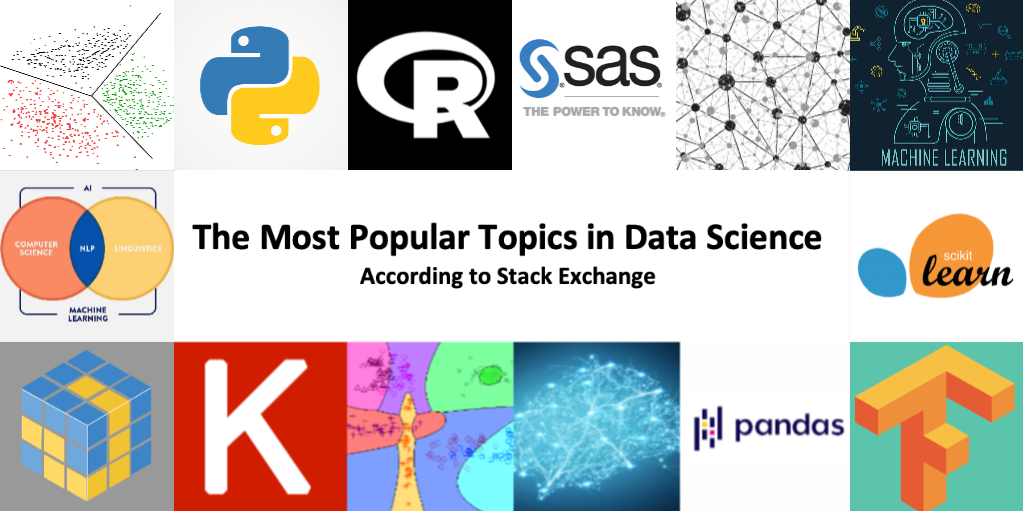 R
sas
THE POWER TO KNOW.
MACHINE LEARNING
AI
COMPUTER
SCIENCE
NLP
LINGUISTICS
MACHINE
LEARNING
The Most Popular Topics in Data Science
According to Stack Exchange
scikit
learn
K
pandas